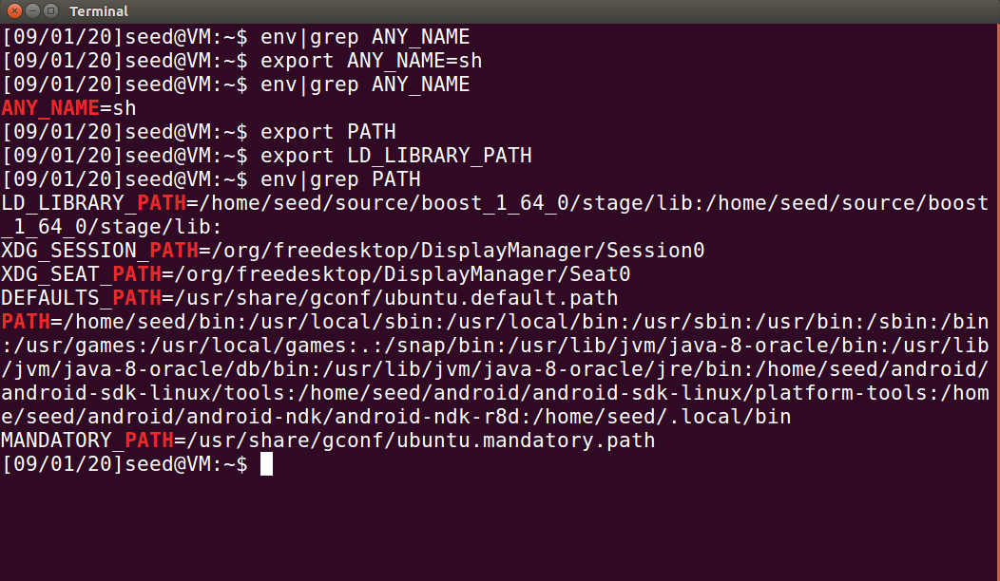 Terminal
[09/01/20]seed@VM:~$ env|grep ANY_NAME
[09/01/20]seed@VM:~$ export ANY_NAME=sh
[09/01/20]seed@VM:~$ env|grep ANY_NAME
ANY_NAME=sh
[09/01/20]seed@VM:~$ export PATH
[09/01/20]seed@VM:~$ export LD_LIBRARY_PATH
[09/01/20]seed@VM:~$ env|grep PATH
LD_LIBRARY_PATH=/home/seed/source/boost_1_64_0/stage/lib:/home/seed/source/boost
_1_64_0/stage/lib:
XDG_SESSION_PATH=/org/freedesktop/DisplayManager/Session0
XDG_SEAT_PATH=/org/freedesktop/DisplayManager/Seat0
DEFAULTS_PATH=/usr/share/gconf/ubuntu.default.path
PATH=/home/seed/bin:/usr/local/sbin:/usr/local/bin:/usr/sbin:/usr/bin:/sbin:/bin
:/usr/games:/usr/local/games:.:/snap/bin:/usr/lib/jvm/java-8-oracle/bin:/usr/lib
/jvm/java-8-oracle/db/bin:/usr/lib/jvm/java-8-oracle/jre/bin:/home/seed/android/
android-sdk-linux/tools:/home/seed/android/android-sdk-linux/platform-tools:/hom
e/seed/android/android-ndk/android-ndk-r8d:/home/seed/.local/bin
MANDATORY_PATH=/usr/share/gconf/ubuntu.mandatory.path
[09/01/20]seed@VM:~$